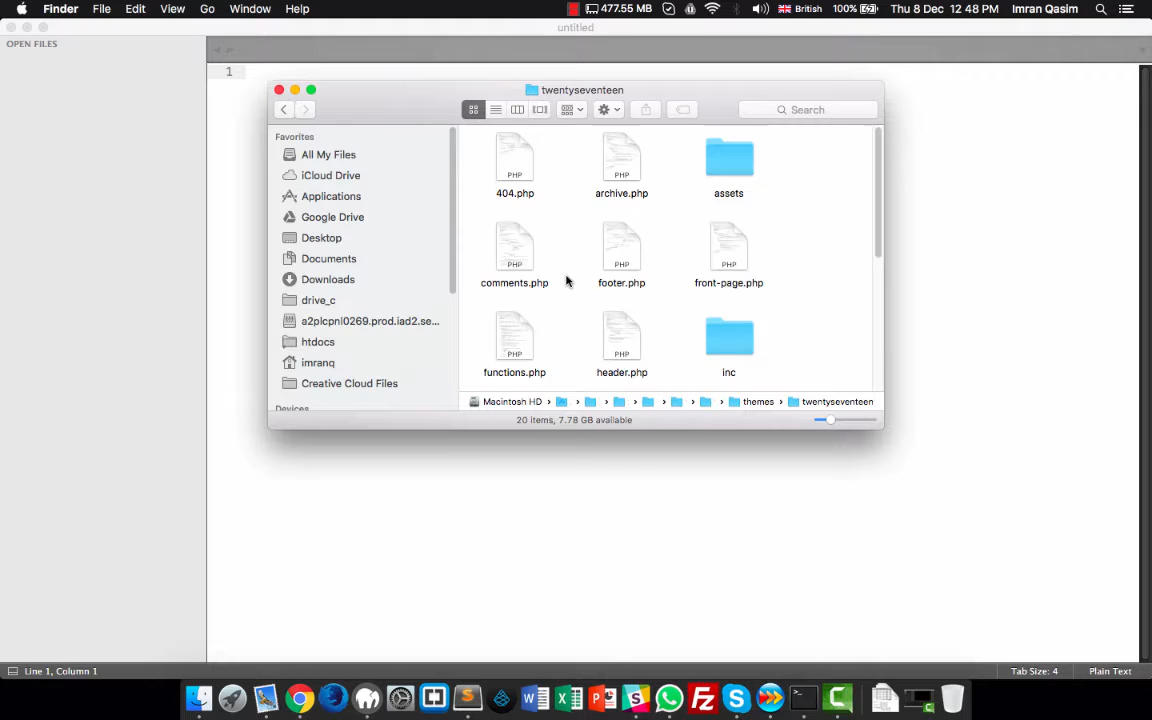 Finder File Edit View Go Window Help 477.55 MB British 100% Thu 8 Dec 12:48 PM Imran Qasim
untitled
OPEN FILES
1
twentyseventeen
Search
Favorites
All My Files
iCloud Drive
Applications
Google Drive
Desktop
Documents
Downloads
drive_c
a2plcpnl0269.prod.iad2.se...
htdocs
imranq
Creative Cloud Files
Devices
PHP PHP
404.php archive.php assets
PHP PHP PHP
comments.php footer.php front-page.php
PHP PHP
functions.php header.php inc
Macintosh HD › › › › › › › themes › twentyseventeen
20 items, 7.78 GB available
Line 1, Column 1 Tab Size: 4 Plain Text